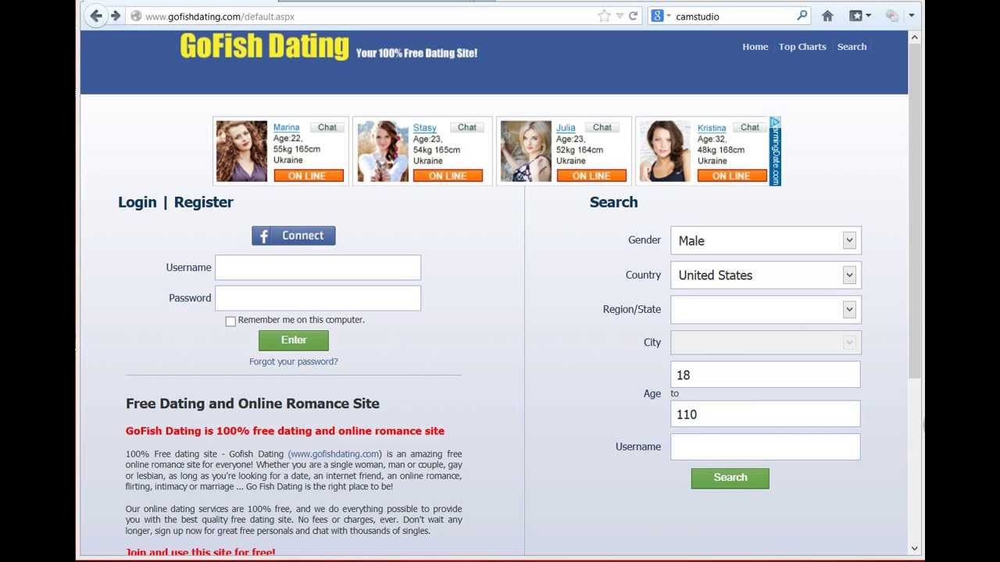 www.gofishdating.com/default.aspx
camstudio
GoFish Dating Your 100% Free Dating Site!
Home Top Charts Search
Marina Chat
Age:22,
55kg 165cm
Ukraine
ON LINE
Stasy Chat
Age:23,
54kg 165cm
Ukraine
ON LINE
Julia Chat
Age:23,
52kg 164cm
Ukraine
ON LINE
Kristina Chat
Age:32,
48kg 168cm
Ukraine
ON LINE
Login | Register
Connect
Username
Password
Remember me on this computer.
Enter
Forgot your password?
Free Dating and Online Romance Site
GoFish Dating is 100% free dating and online romance site
100% Free dating site - Gofish Dating (www.gofishdating.com) is an amazing free
online romance site for everyone! Whether you are a single woman, man or couple, gay
or lesbian, as long as you're looking for a date, an internet friend, an online romance,
flirting, intimacy or marriage ... Go Fish Dating is the right place to be!
Our online dating services are 100% free, and we do everything possible to provide
you with the best quality free dating site. No fees or charges, ever. Don't wait any
longer, sign up now for great free personals and chat with thousands of singles.
Join and use this site for free!
Search
Gender Male
Country United States
Region/State
City
18
Age to
110
Username
Search